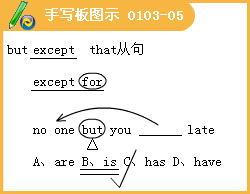 手写板图示 0103-05
but except that从句
except for
no one but you ____ late
A、are B、is C、has D、have